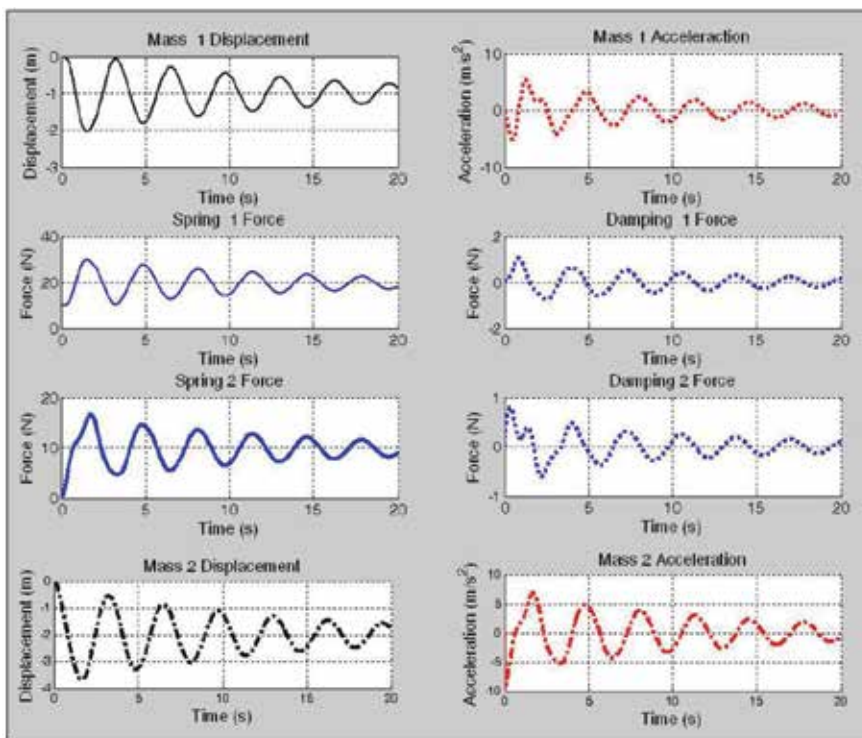 Mass 1 Displacement
Displacement (m)
0
-1
-2
-3
0 5 10 15 20
Time (s)
Mass 1 Acceleraction
Acceleration (m/s²)
10
0
-10
0 5 10 15 20
Time (s)
Spring 1 Force
Force (N)
40
20
0
0 5 10 15 20
Time (s)
Damping 1 Force
Force (N)
2
0
-2
0 5 10 15 20
Time (s)
Spring 2 Force
Force (N)
20
10
0
0 5 10 15 20
Time (s)
Damping 2 Force
Force (N)
1
0
-1
0 5 10 15 20
Time (s)
Mass 2 Displacement
Displacement (m)
0
-1
-2
-3
-4
0 5 10 15 20
Time (s)
Mass 2 Acceleration
Acceleration (m/s²)
10
5
0
-5
-10
0 5 10 15 20
Time (s)